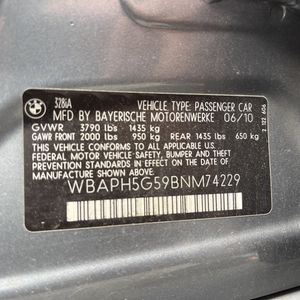 BMW
328iA VEHICLE TYPE: PASSENGER CAR
MFD BY BAYERISCHE MOTORENWERKE 06/10
GVWR 3790 lbs 1435 kg
GAWR FRONT 2000 lbs 950 kg REAR 1435 lbs 650 kg
THIS VEHICLE CONFORMS TO ALL APPLICABLE
U.S. FEDERAL MOTOR VEHICLE SAFETY, BUMPER
AND THEFT PREVENTION STANDARDS IN EFFECT
ON THE DATE OF MANUFACTURE SHOWN ABOVE.
WBAPH5G59BNM74229